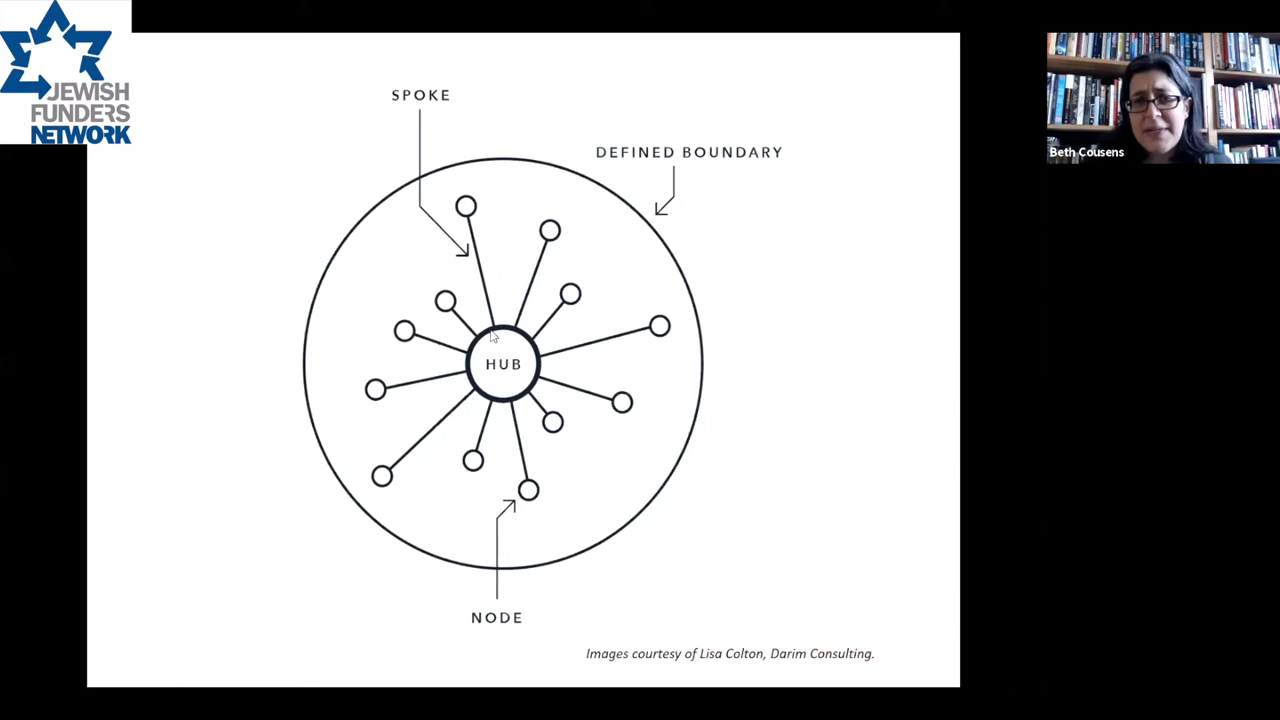 JEWISH
FUNDERS
NETWORK
SPOKE
DEFINED BOUNDARY
Beth Cousens
HUB
NODE
Images courtesy of Lisa Colton, Darim Consulting.